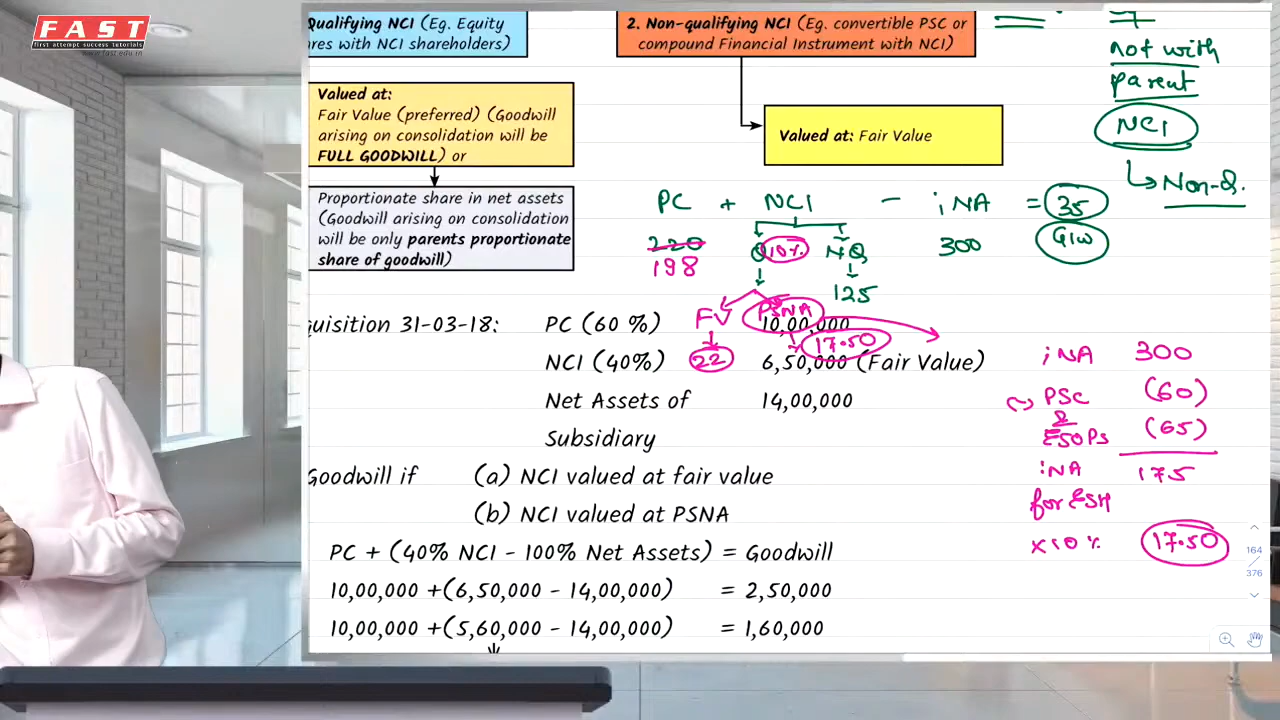 FAST
first attempt success tutorials
www.fast.edu.in
Qualifying NCI (Eg. Equity
res with NCI shareholders)
2. Non-qualifying NCI (Eg. convertible PSC or
compound Financial Instrument with NCI)
not with
parent
NCI
Non-Q.
Valued at:
Fair Value (preferred) (Goodwill
arising on consolidation will be
FULL GOODWILL) or
Valued at: Fair Value
Proportionate share in net assets
(Goodwill arising on consolidation
will be only parents proportionate
share of goodwill)
PC + NCI - iNA = 35
220 Q 10% NQ 300 G/w
198
125
FV PSNA
22 17.50
quisition 31-03-18: PC (60 %) 10,00,000
NCI (40%) 6,50,000 (Fair Value)
Net Assets of 14,00,000
Subsidiary
Goodwill if (a) NCI valued at fair value
(b) NCI valued at PSNA
PC + (40% NCI - 100% Net Assets) = Goodwill
10,00,000 +(6,50,000 - 14,00,000) = 2,50,000
10,00,000 +(5,60,000 - 14,00,000) = 1,60,000
iNA 300
(-) PSC (60)
& ESOPs (65)
iNA 175
for ESH
x10% 17.50
164
376